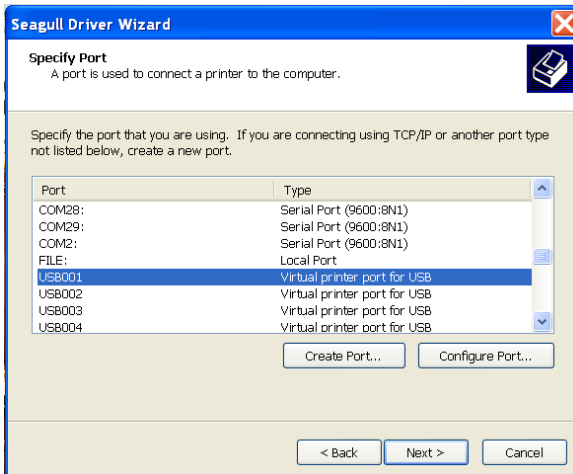 Seagull Driver Wizard
Specify Port
A port is used to connect a printer to the computer.
Specify the port that you are using. If you are connecting using TCP/IP or another port type
not listed below, create a new port.
Port Type
COM28: Serial Port (9600:8N1)
COM29: Serial Port (9600:8N1)
COM2: Serial Port (9600:8N1)
FILE: Local Port
USB001 Virtual printer port for USB
USB002 Virtual printer port for USB
USB003 Virtual printer port for USB
USB004 Virtual printer port for USB
Create Port... Configure Port...
< Back Next > Cancel